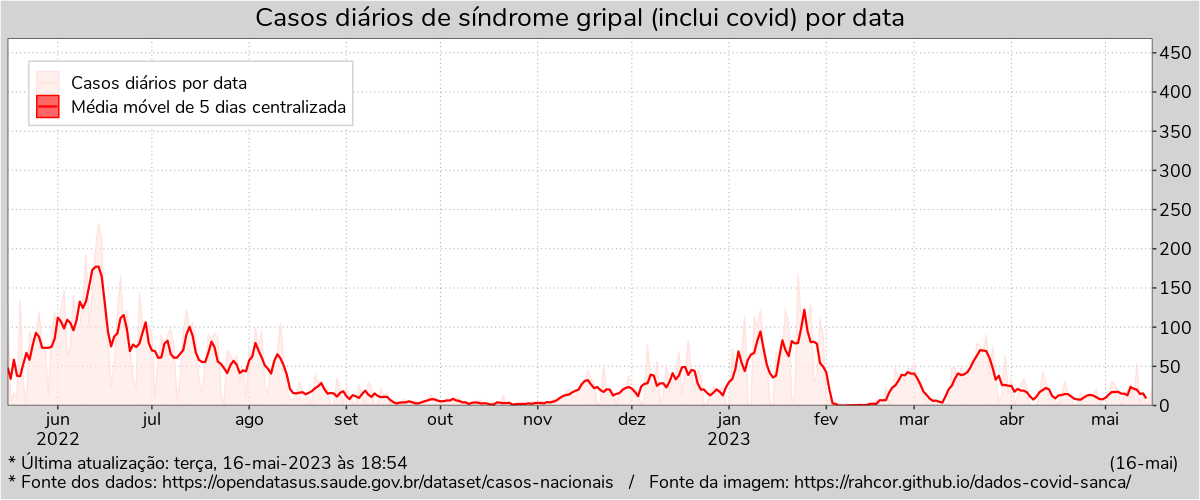 Casos diários de síndrome gripal (inclui covid) por data
Casos diários por data
Média móvel de 5 dias centralizada
450
400
350
300
250
200
150
100
50
0
jun jul ago set out nov dez jan fev mar abr mai
2022 2023
* Última atualização: terça, 16-mai-2023 às 18:54 (16-mai)
* Fonte dos dados: https://opendatasus.saude.gov.br/dataset/casos-nacionais / Fonte da imagem: https://rahcor.github.io/dados-covid-sanca/